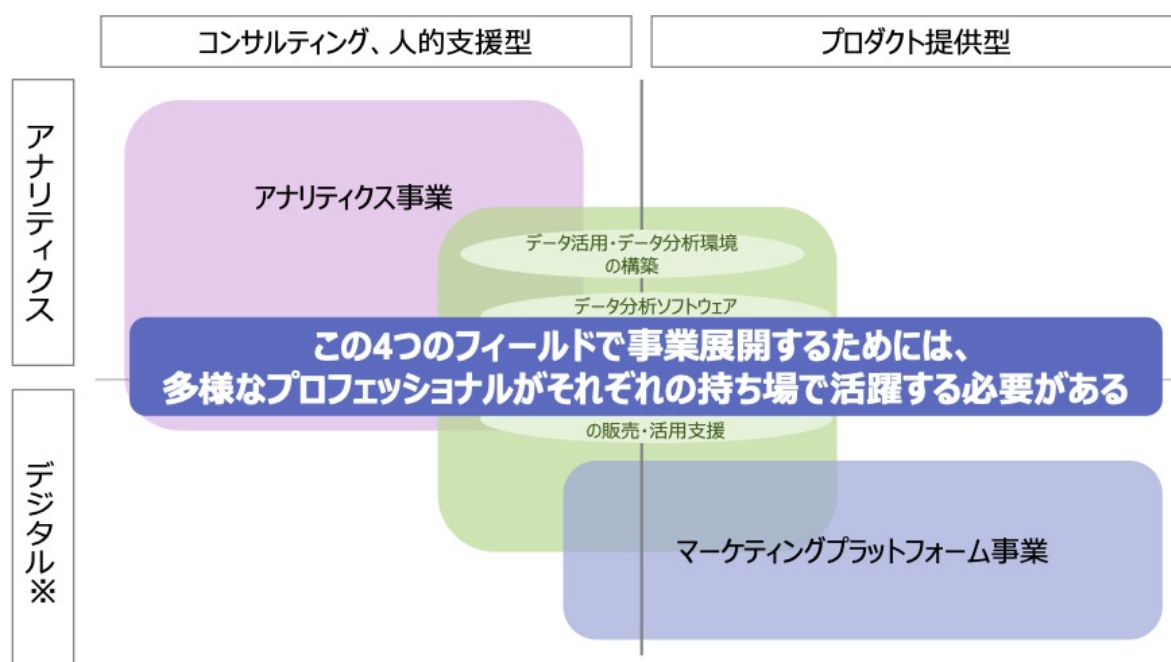 コンサルティング、人的支援型
プロダクト提供型
アナリティクス
アナリティクス事業
データ活用・データ分析環境
の構築
データ分析ソフトウェア
この4つのフィールドで事業展開するためには、
多様なプロフェッショナルがそれぞれの持ち場で活躍する必要がある
の販売・活用支援
デジタル※
マーケティングプラットフォーム事業